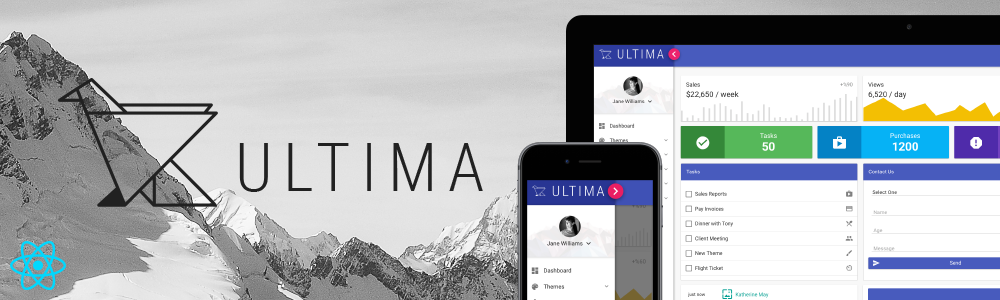 ULTIMA
ULTIMA
Jane Williams
Dashboard
Themes
Sales
+590
$22,650 / week
Views
6,520 / day
Tasks
50
Purchases
1200
Tasks
Sales Reports
Pay Invoices
Dinner with Tony
Client Meeting
New Theme
Flight Ticket
Contact Us
Select One
Name
Age
Message
Send
just now
Katherine May
ULTIMA
Jane Williams
Dashboard
Themes